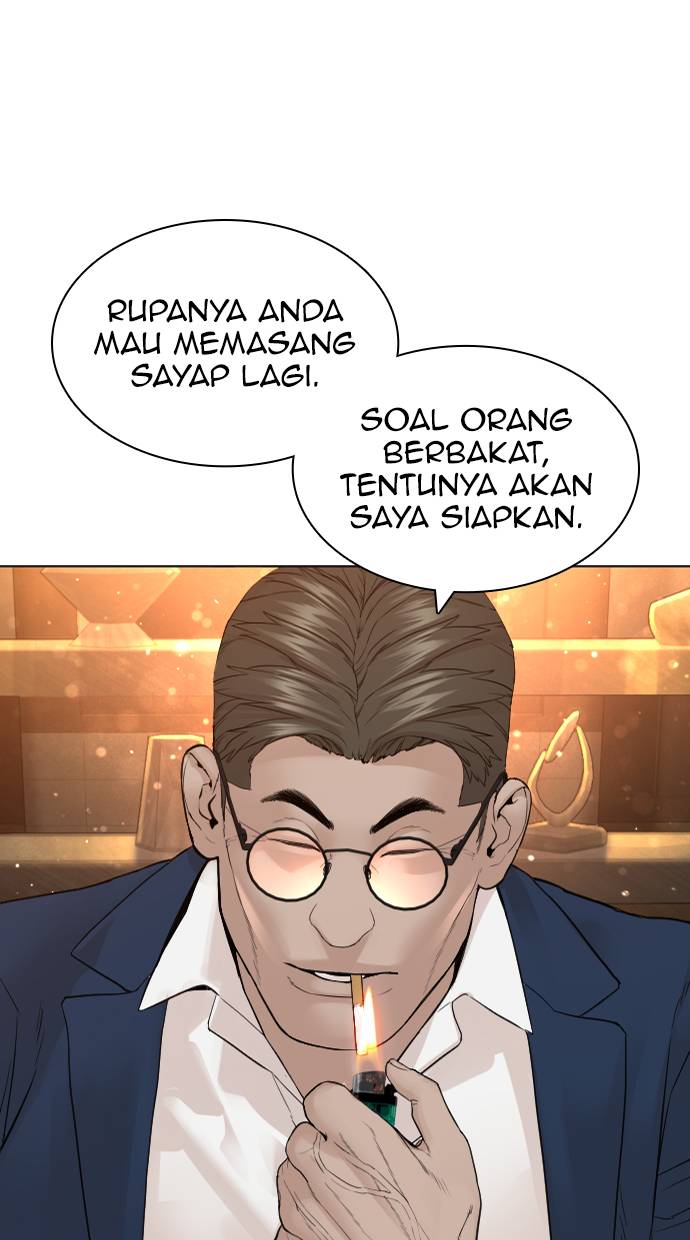 RUPANYA ANDA
MAU MEMASANG
SAYAP LAGI.
SOAL ORANG
BERBAKAT,
TENTUNYA AKAN
SAYA SIAPKAN.